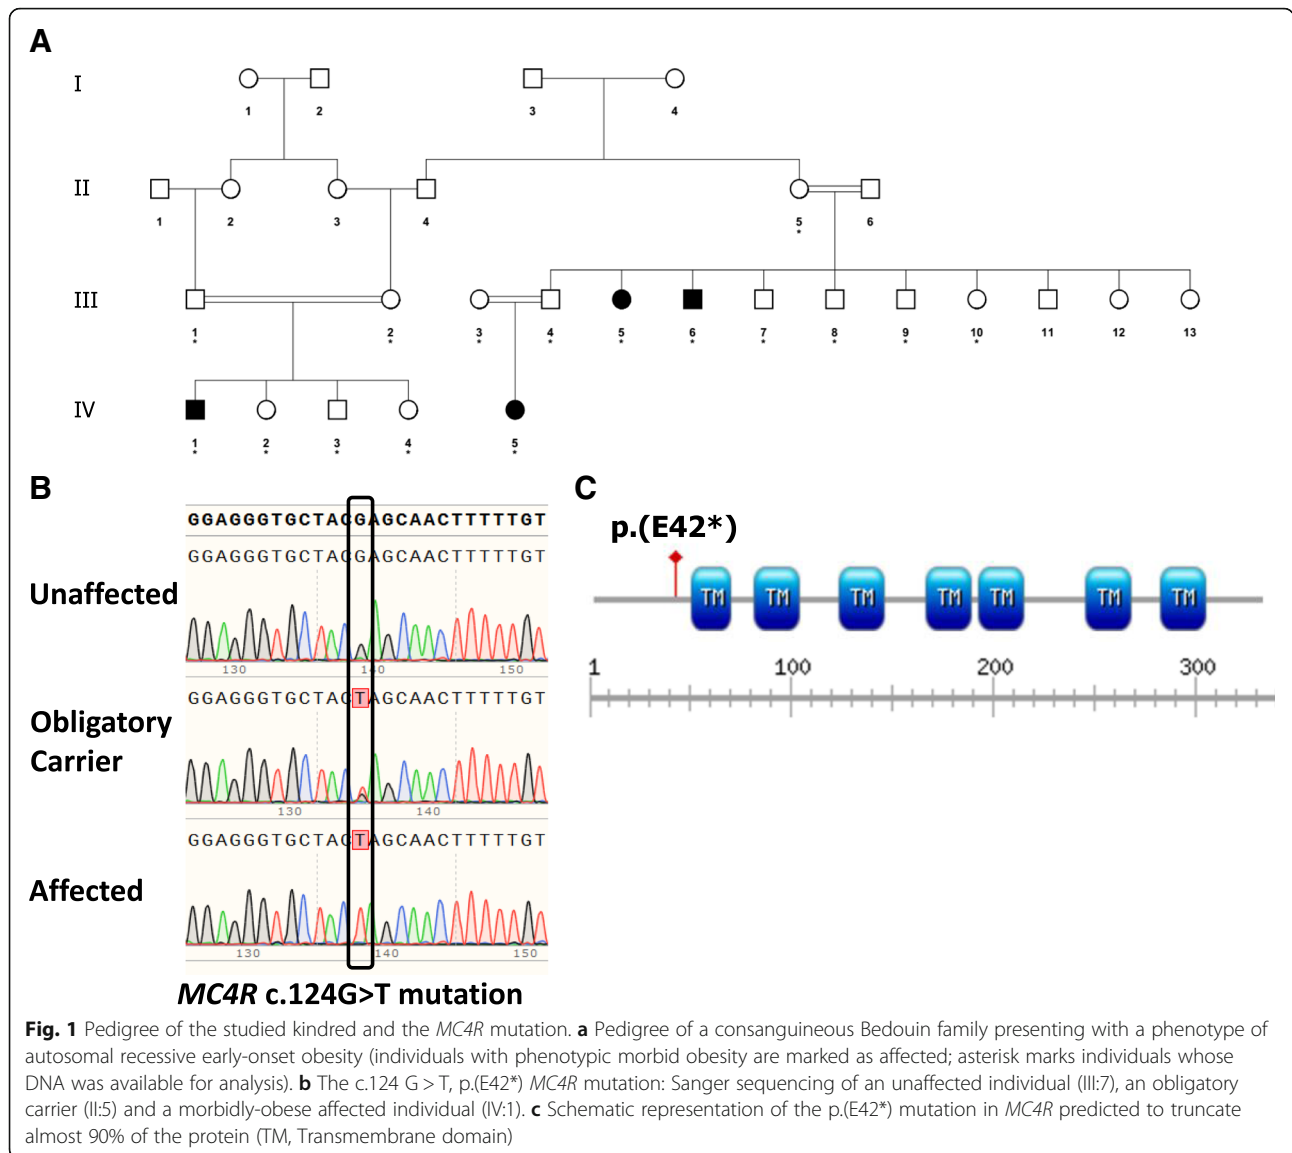 A
I
1 2 3 4
II
1 2 3 4 5 6
* 
III
1 2 3 4 5 6 7 8 9 10 11 12 13
* * * * * * * * * *
IV
1 2 3 4 5
* * * * *
B
GGAGGGTGCTACGAGCAACTTTTTGT
GGAGGGTGCTACGAGCAACTTTTTGT
Unaffected
130 140 150
GGAGGGTGCTACTAGCAACTTTTTGT
Obligatory
Carrier
130 140
GGAGGGTGCTACTAGCAACTTTTTGT
Affected
130 140 150
MC4R c.124G>T mutation
C
p.(E42*)
TM TM TM TM TM TM TM
1 100 200 300
Fig. 1 Pedigree of the studied kindred and the MC4R mutation. a Pedigree of a consanguineous Bedouin family presenting with a phenotype of
autosomal recessive early-onset obesity (individuals with phenotypic morbid obesity are marked as affected; asterisk marks individuals whose
DNA was available for analysis). b The c.124 G > T, p.(E42*) MC4R mutation: Sanger sequencing of an unaffected individual (III:7), an obligatory
carrier (II:5) and a morbidly-obese affected individual (IV:1). c Schematic representation of the p.(E42*) mutation in MC4R predicted to truncate
almost 90% of the protein (TM, Transmembrane domain)